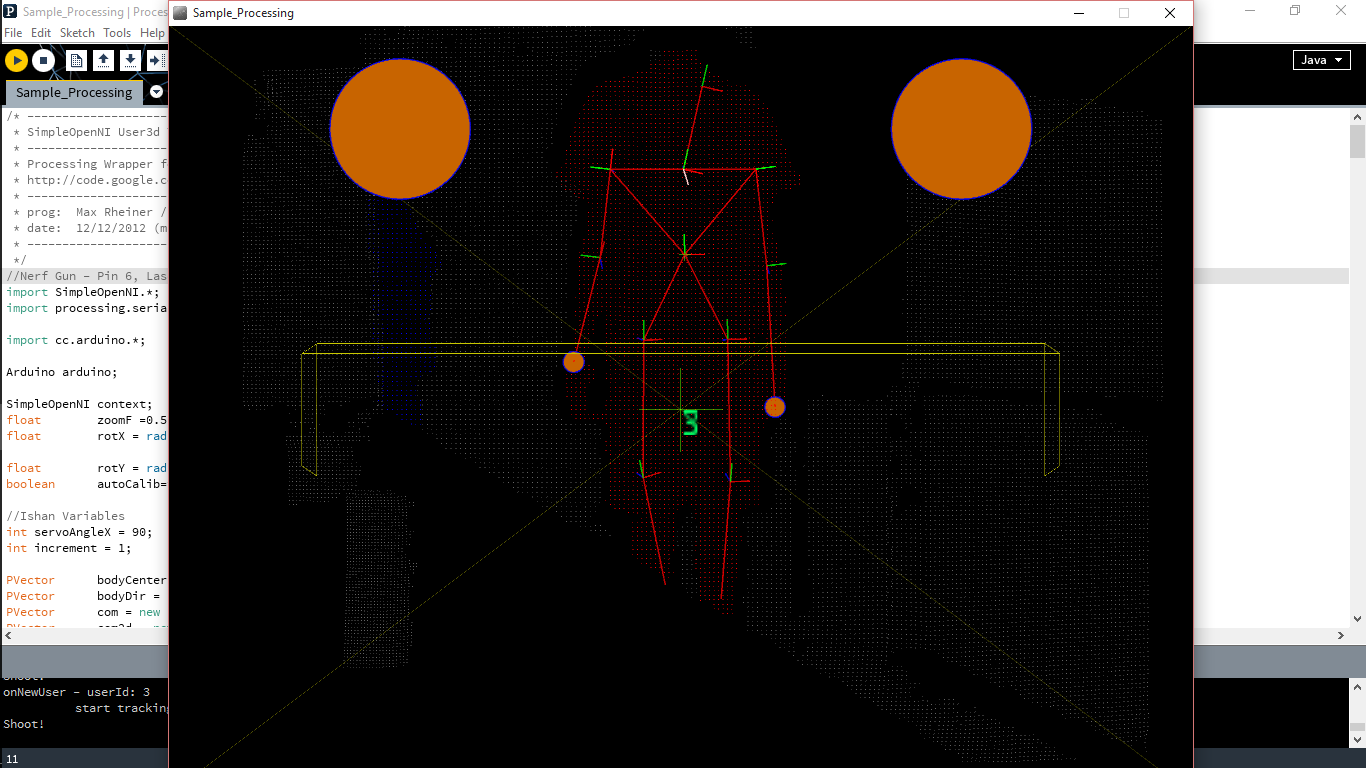 Sample_Processing | Proces
File Edit Sketch Tools Help
Sample_Processing
Java
Sample_Processing
/* --------------------
 * SimpleOpenNI User3d
 * --------------------
 * Processing Wrapper f
 * http://code.google.c
 * --------------------
 * prog:  Max Rheiner /
 * date:  12/12/2012 (m
 * --------------------
 */
//Nerf Gun - Pin 6, Las
import SimpleOpenNI.*;
import processing.seria
import cc.arduino.*;
Arduino arduino;
SimpleOpenNI context;
float        zoomF =0.5
float        rotX = rad
float        rotY = rad
boolean      autoCalib=
//Ishan Variables
int servoAngleX = 90;
int increment = 1;
PVector      bodyCenter
PVector      bodyDir =
PVector      com = new
3
Shoot!
onNewUser - userId: 3
start tracking
Shoot!
11